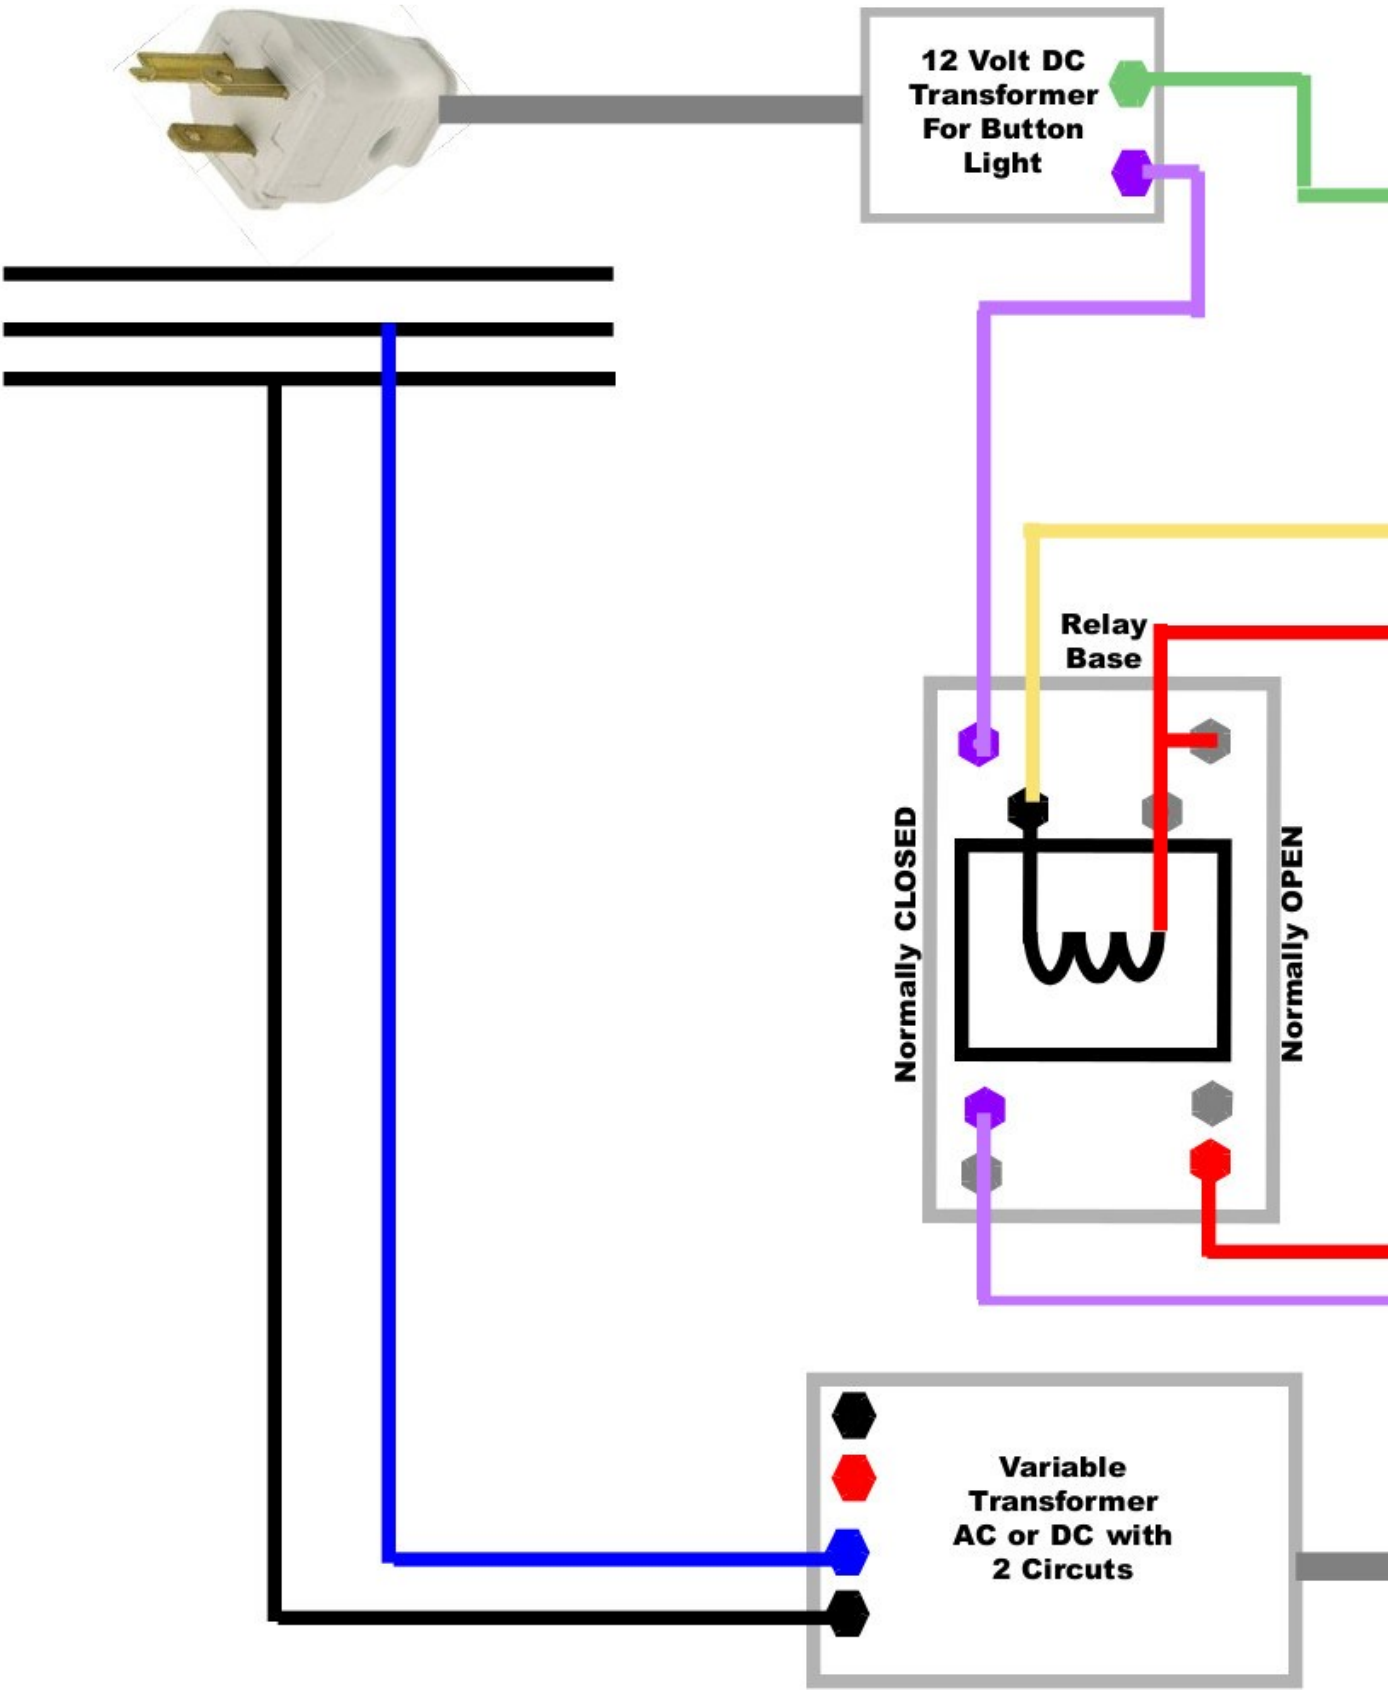 12 Volt DC
Transformer
For Button
Light
Relay
Base
Normally CLOSED
Normally OPEN
Variable
Transformer
AC or DC with
2 Circuts